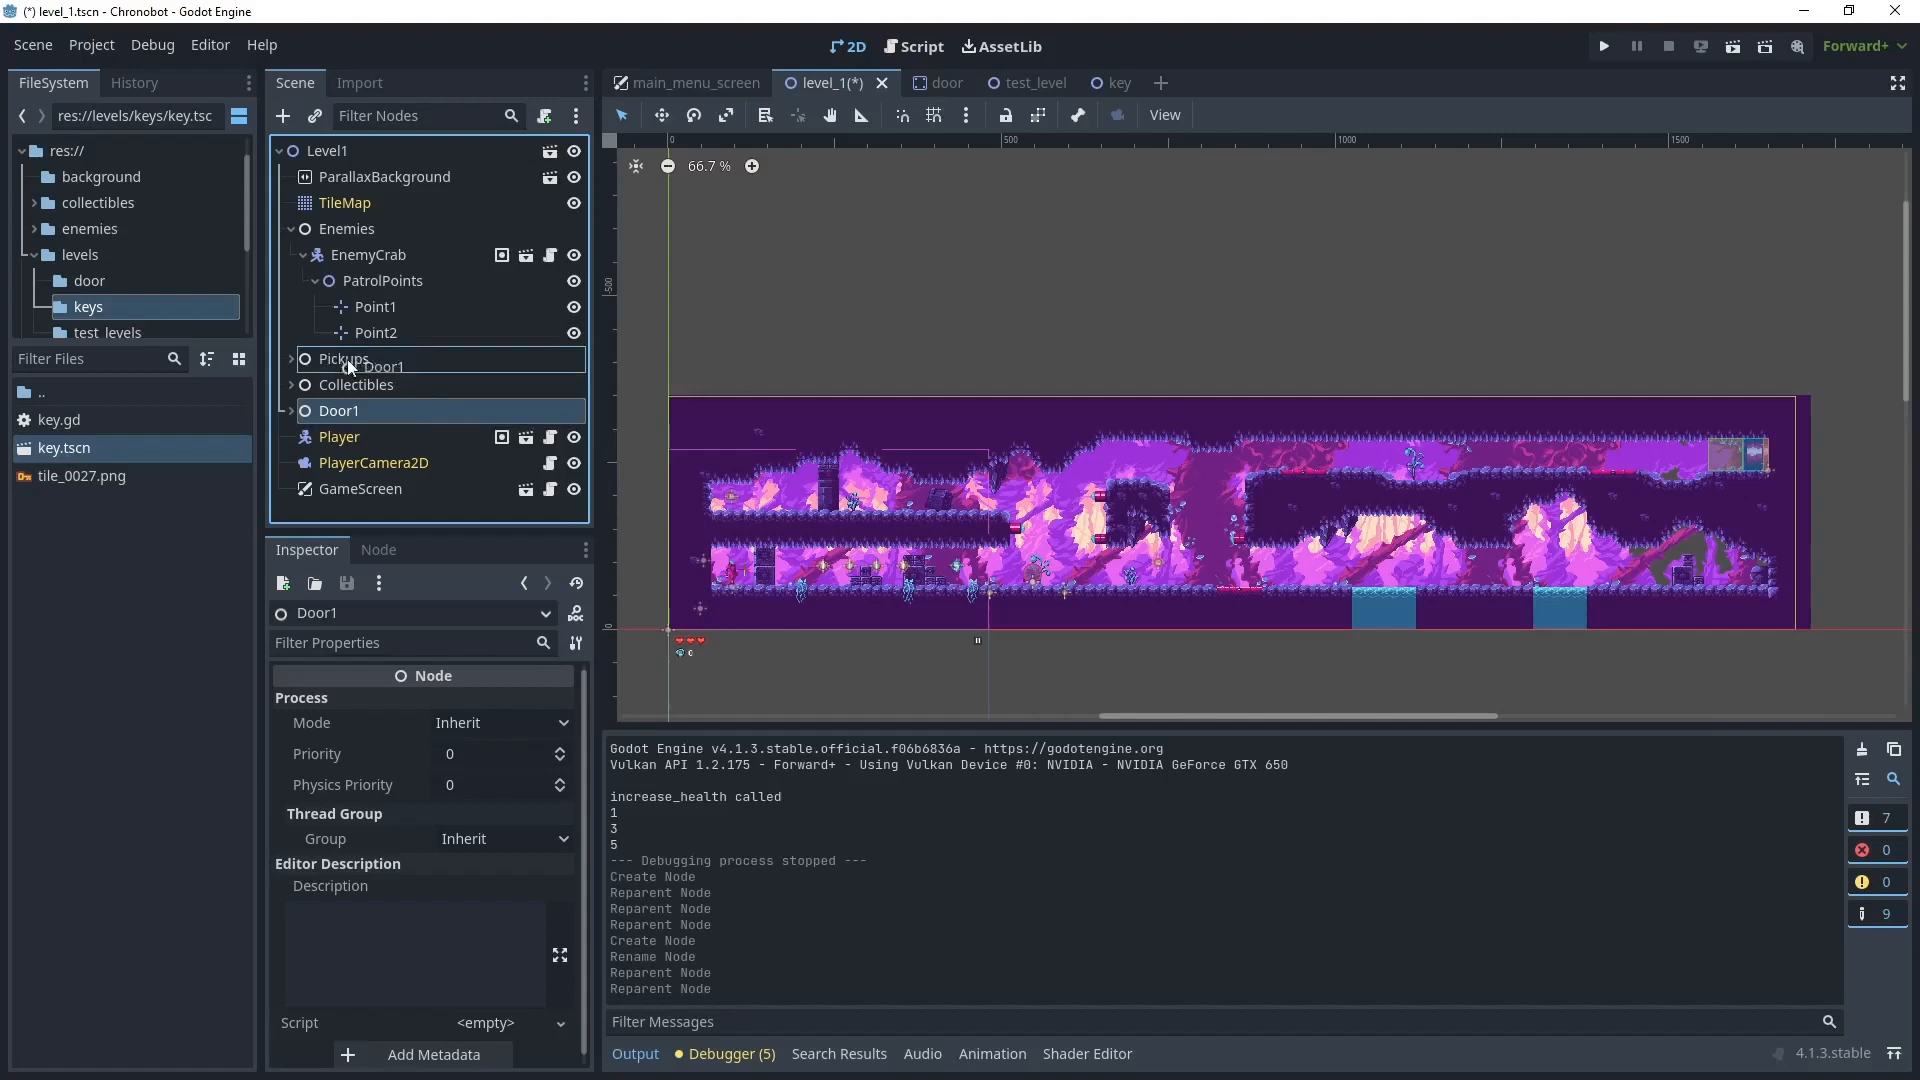 (*) level_1.tscn - Chronobot - Godot Engine
Scene Project Debug Editor Help
2D Script AssetLib
Forward+
FileSystem History
Scene Import
main_menu_screen level_1(*) door test_level key
res://levels/keys/key.tsc
Filter Nodes
View
res://
background
collectibles
enemies
levels
door
keys
test_levels
Filter Files
..
key.gd
key.tscn
tile_0027.png
Level1
ParallaxBackground
TileMap
Enemies
EnemyCrab
PatrolPoints
Point1
Point2
Pickups
Door1
Collectibles
Door1
Player
PlayerCamera2D
GameScreen
0 500 1000 1500
66.7 %
-500
0
0
Inspector Node
Door1
Filter Properties
Node
Process
Mode Inherit
Priority 0
Physics Priority 0
Thread Group
Group Inherit
Editor Description
Description
Script <empty>
Add Metadata
Godot Engine v4.1.3.stable.official.f06b6836a - https://godotengine.org
Vulkan API 1.2.175 - Forward+ - Using Vulkan Device #0: NVIDIA - NVIDIA GeForce GTX 650
increase_health called
1
3
5
--- Debugging process stopped ---
Create Node
Reparent Node
Reparent Node
Reparent Node
Create Node
Rename Node
Reparent Node
Reparent Node
7
0
0
9
Filter Messages
Output Debugger (5) Search Results Audio Animation Shader Editor
4.1.3.stable